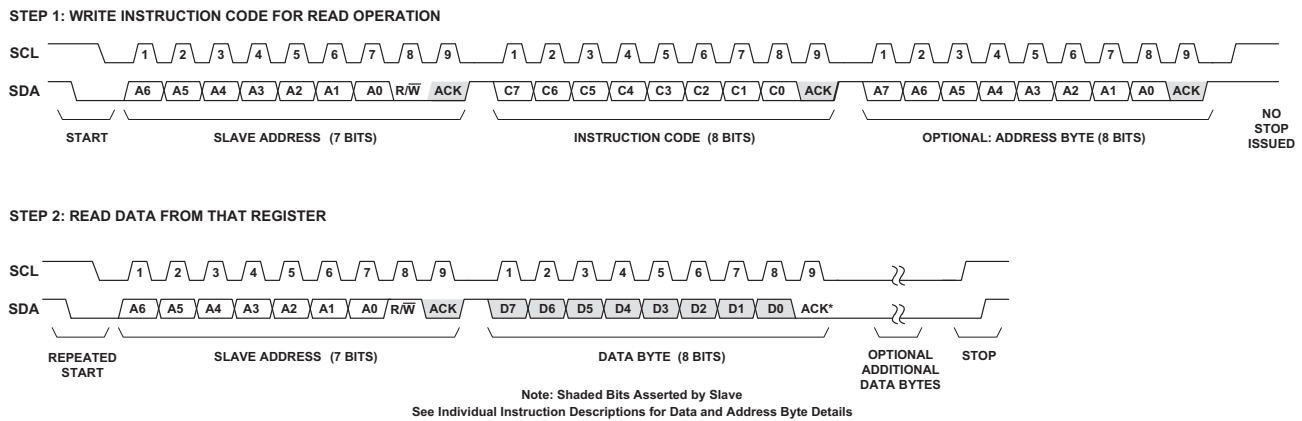 STEP 1: WRITE INSTRUCTION CODE FOR READ OPERATION
SCL 1 2 3 4 5 6 7 8 9 1 2 3 4 5 6 7 8 9 1 2 3 4 5 6 7 8 9
SDA A6 A5 A4 A3 A2 A1 A0 R/W̅ ACK C7 C6 C5 C4 C3 C2 C1 C0 ACK A7 A6 A5 A4 A3 A2 A1 A0 ACK
START SLAVE ADDRESS (7 BITS) INSTRUCTION CODE (8 BITS) OPTIONAL: ADDRESS BYTE (8 BITS)
NO
STOP
ISSUED
STEP 2: READ DATA FROM THAT REGISTER
SCL 1 2 3 4 5 6 7 8 9 1 2 3 4 5 6 7 8 9
SDA A6 A5 A4 A3 A2 A1 A0 R/W̅ ACK D7 D6 D5 D4 D3 D2 D1 D0 ACK*
REPEATED
START
SLAVE ADDRESS (7 BITS)
DATA BYTE (8 BITS)
OPTIONAL
ADDITIONAL
DATA BYTES
STOP
Note: Shaded Bits Asserted by Slave
See Individual Instruction Descriptions for Data and Address Byte Details